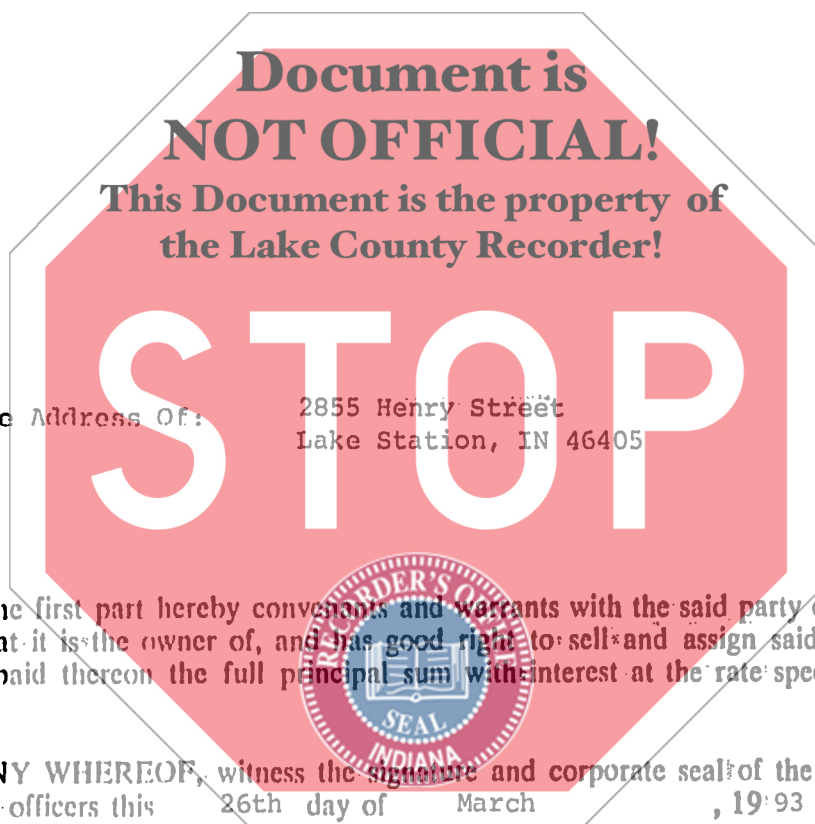 Document is
NOT OFFICIAL!
This Document is the property of
the Lake County Recorder!
STOP
Address Of: 2855 Henry Street
Lake Station, IN 46405
first part hereby convenants and warrants with the said party
it is the owner of, and has good right to sell and assign said
thereon the full principal sum with interest at the rate
RECORDER'S OFFICE
SEAL
INDIANA
WHEREOF, witness the signature and corporate seal of the
officers this 26th day of March , 19 93